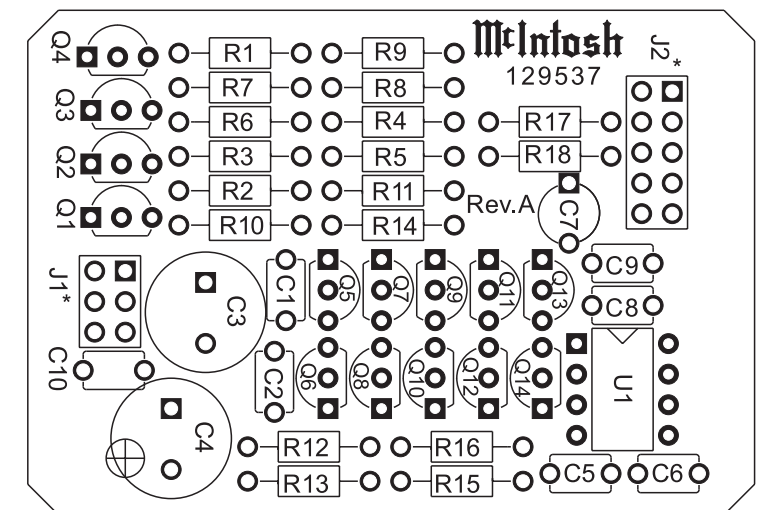 McIntosh
129537
J2*
Q4
R1
R9
Q3
R7
R8
R6
R4
R17
Q2
R3
R5
R18
R2
R11
Rev.A
C7
Q1
R10
R14
J1*
C3
C1
Q5
Q7
Q9
Q11
Q13
C9
C8
C10
C2
Q6
Q8
Q10
Q12
Q14
U1
C4
R12
R16
R13
R15
C5
C6